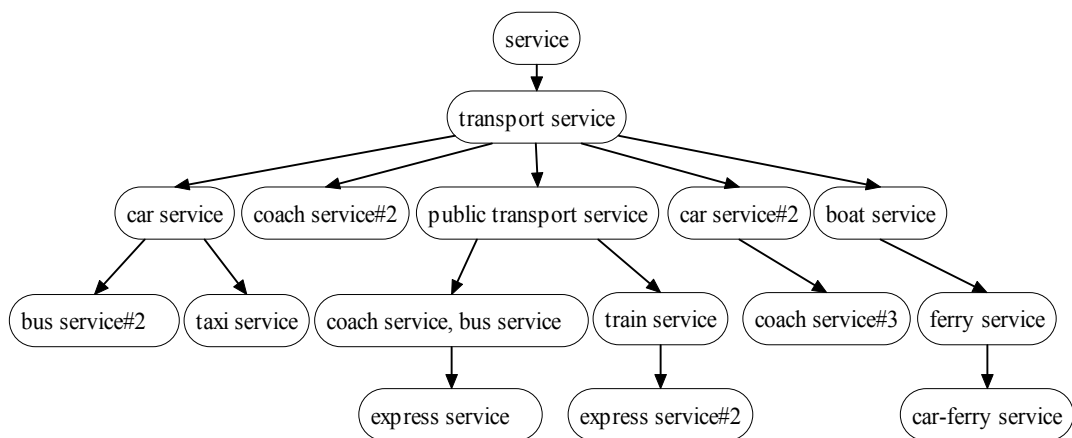 service
transport service
car service
coach service#2
public transport service
car service#2
boat service
bus service#2
taxi service
coach service, bus service
train service
coach service#3
ferry service
express service
express service#2
car-ferry service